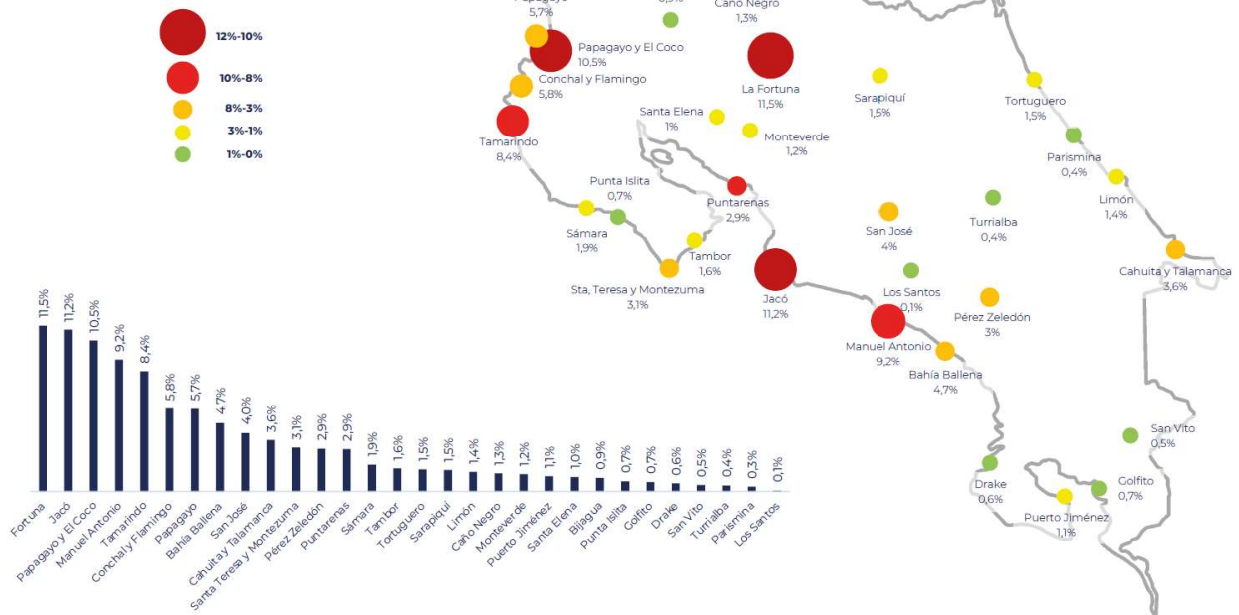 12%-10%
10%-8%
8%-3%
3%-1%
1%-0%
Papagayo
5,7%
Papagayo y El Coco
10,5%
Conchal y Flamingo
5,8%
Tamarindo
8,4%
Caño Negro
1,3%
La Fortuna
11,5%
Sarapiquí
1,5%
Santa Elena
1%
Monteverde
1,2%
Tortuguero
1,5%
Parismina
0,4%
Limón
1,4%
Punta Islita
0,7%
Sámara
1,9%
Puntarenas
2,9%
Tambor
1,6%
Sta, Teresa y Montezuma
3,1%
San José
4%
Turrialba
0,4%
Cahuita y Talamanca
3,6%
Jacó
11,2%
Los Santos
0,1%
Pérez Zeledón
3%
Manuel Antonio
9,2%
Bahía Ballena
4,7%
San Vito
0,5%
Drake
0,6%
Golfito
0,7%
Puerto Jiménez
1,1%
11,5%
11,2%
10,5%
9,2%
8,4%
5,8%
5,7%
4,7%
4,0%
3,6%
3,1%
2,9%
2,9%
1,9%
1,6%
1,5%
1,5%
1,4%
1,3%
1,2%
1,1%
1,0%
0,9%
0,7%
0,7%
0,6%
0,5%
0,4%
0,3%
0,1%
Fortuna
Jacó
Papagayo y El Coco
Manuel Antonio
Tamarindo
Conchal y Flamingo
Papagayo
Bahía Ballena
San José
Cahuita y Talamanca
Santa Teresa y Montezuma
Pérez Zeledón
Puntarenas
Sámara
Tambor
Tortuguero
Sarapiquí
Limón
Caño Negro
Monteverde
Puerto Jiménez
Santa Elena
Bijagua
Punta Islita
Golfito
Drake
San Vito
Turrialba
Parismina
Los Santos